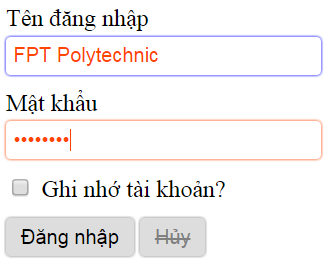 Tên đăng nhập
FPT Polytechnic
Mật khẩu
••••••••
Ghi nhớ tài khoản?
Đăng nhập Hủy